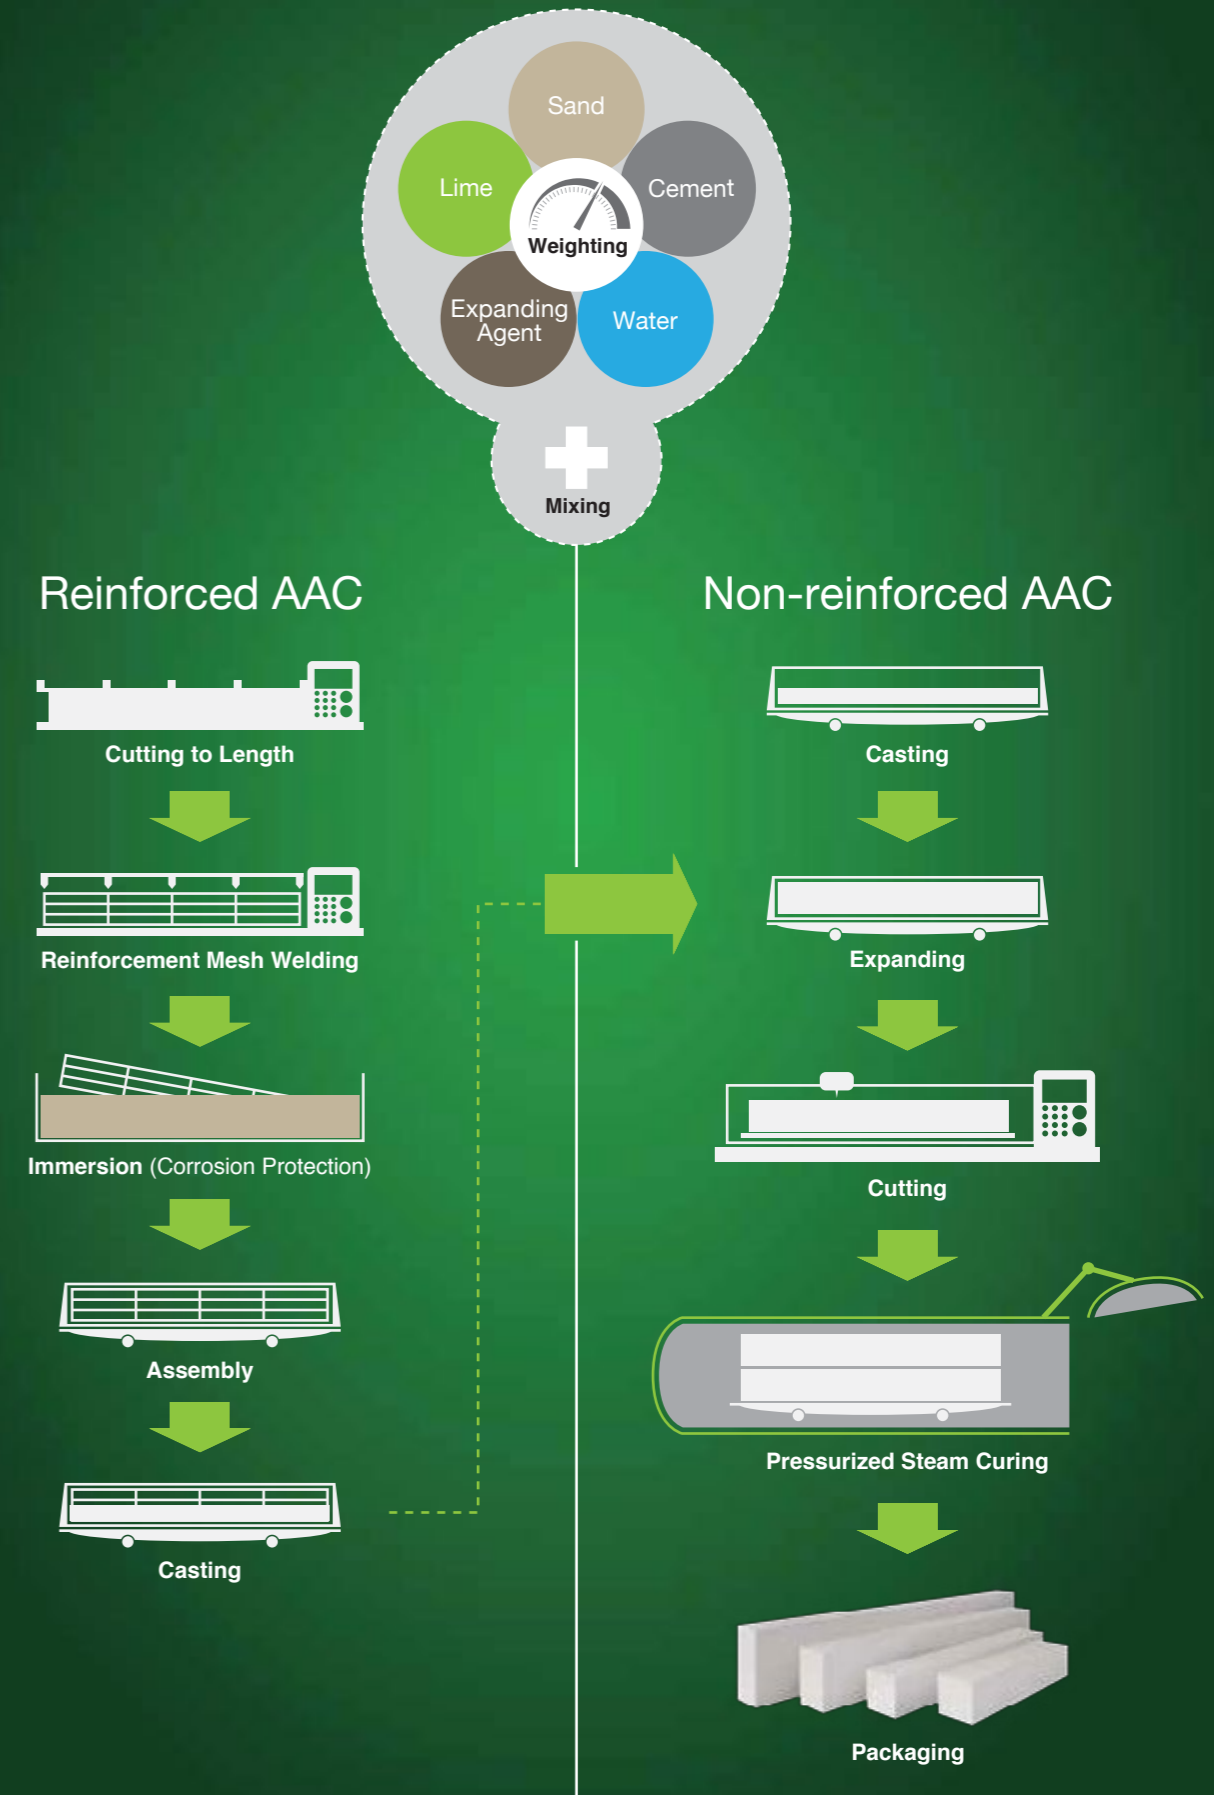 Sand
Lime
Cement
Weighting
Expanding
Agent
Water
Mixing
Reinforced AAC
Cutting to Length
Reinforcement Mesh Welding
Immersion (Corrosion Protection)
Assembly
Casting
Non-reinforced AAC
Casting
Expanding
Cutting
Pressurized Steam Curing
Packaging